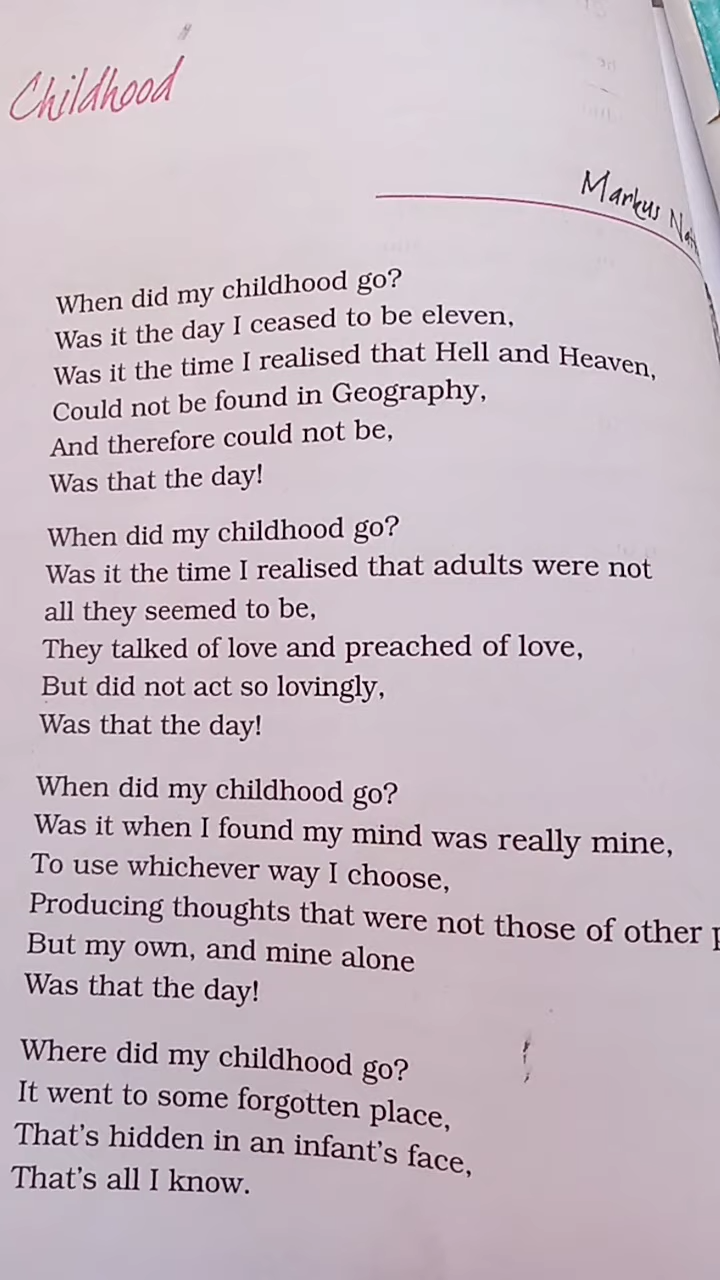 Childhood
Markus
When did my childhood go?
Was it the day I ceased to be eleven,
Was it the time I realised that Hell and Heaven,
Could not be found in Geography,
And therefore could not be,
Was that the day!
When did my childhood go?
Was it the time I realised that adults were not
all they seemed to be,
They talked of love and preached of love,
But did not act so lovingly,
Was that the day!
When did my childhood go?
Was it when I found my mind was really mine,
To use whichever way I choose,
Producing thoughts that were not those of other
But my own, and mine alone
Was that the day!
Where did my childhood go?
It went to some forgotten place,
That's hidden in an infant's face,
That's all I know.